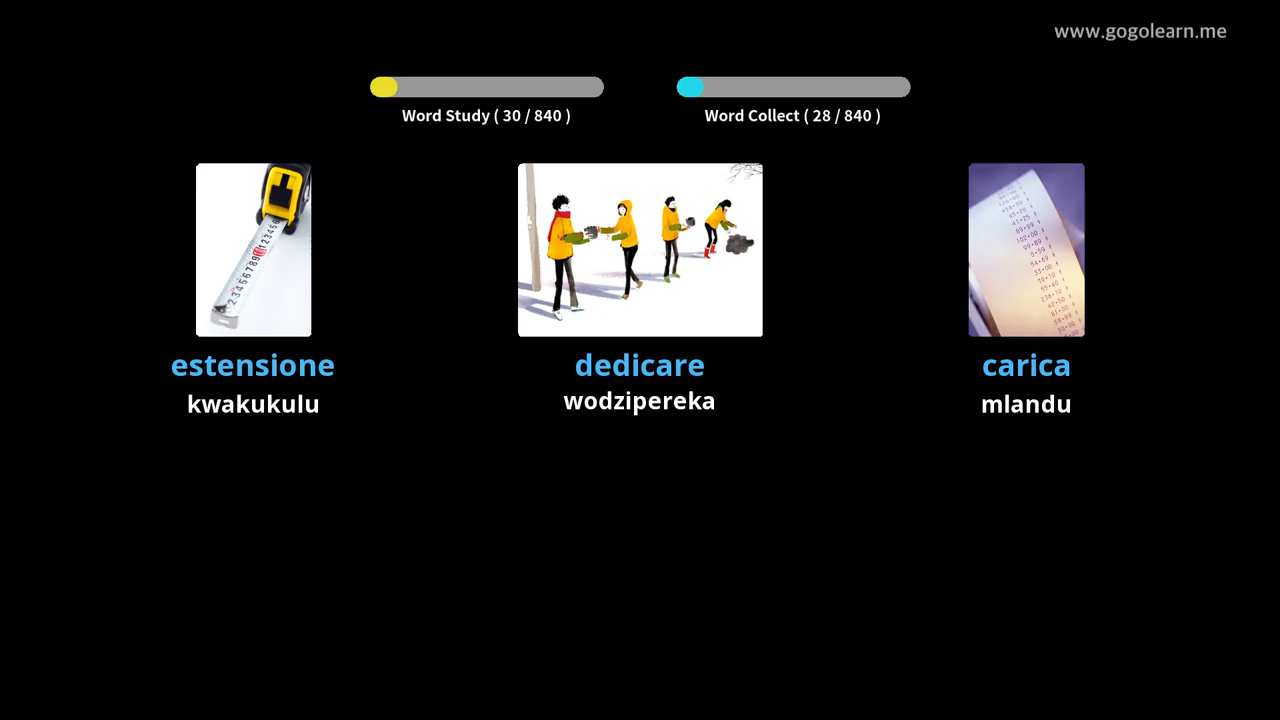 www.gogolearn.me
Word Study ( 30 / 840 )
Word Collect ( 28 / 840 )
estensione
kwakukulu
dedicare
wodzipereka
carica
mlandu